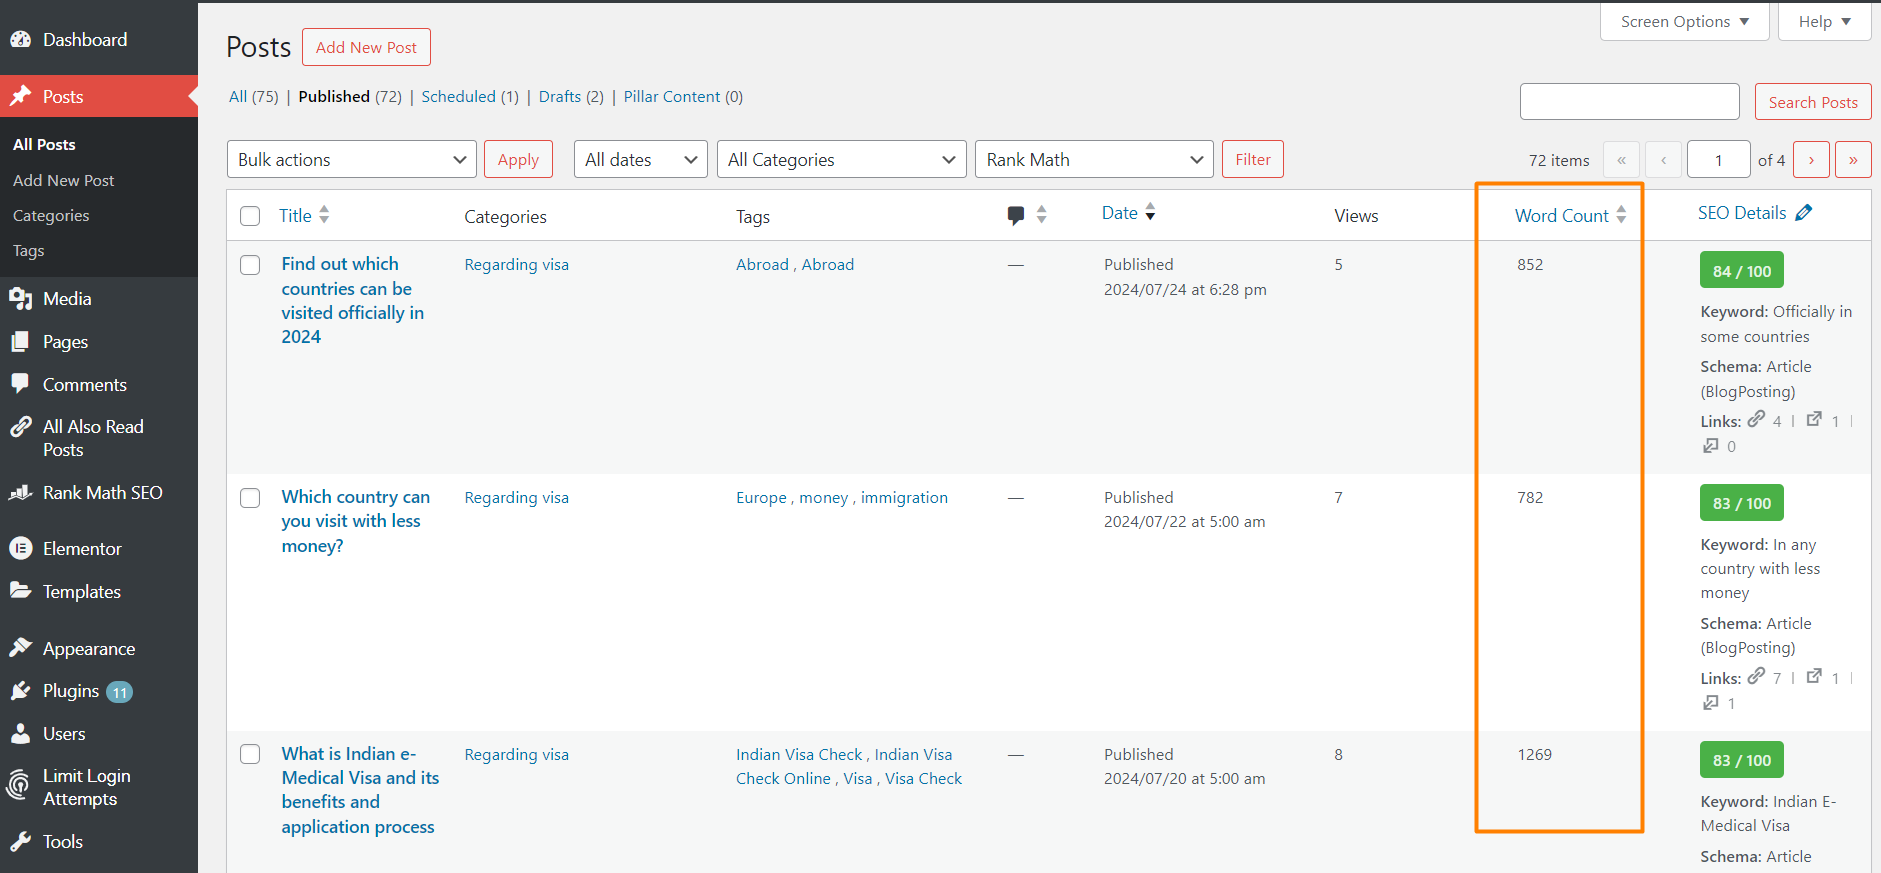 Dashboard
Posts
All Posts
Add New Post
Categories
Tags
Media
Pages
Comments
All Also Read
Posts
Rank Math SEO
Elementor
Templates
Appearance
Plugins 11
Users
Limit Login
Attempts
Tools
Screen Options ▼ Help ▼
Posts Add New Post
All (75) | Published (72) | Scheduled (1) | Drafts (2) | Pillar Content (0)
Search Posts
Bulk actions Apply All dates All Categories Rank Math Filter 72 items « ‹ 1 of 4 › »
Title Categories Tags Date Views Word Count SEO Details
Find out which
countries can be
visited officially in
2024
Regarding visa
Abroad , Abroad
—
Published
2024/07/24 at 6:28 pm
5
852
84 / 100
Keyword: Officially in
some countries
Schema: Article
(BlogPosting)
Links: 4 | 1 |
0
Which country can
you visit with less
money?
Regarding visa
Europe , money , immigration
—
Published
2024/07/22 at 5:00 am
7
782
83 / 100
Keyword: In any
country with less
money
Schema: Article
(BlogPosting)
Links: 7 | 1 |
1
What is Indian e-
Medical Visa and its
benefits and
application process
Regarding visa
Indian Visa Check , Indian Visa
Check Online , Visa , Visa Check
—
Published
2024/07/20 at 5:00 am
8
1269
83 / 100
Keyword: Indian E-
Medical Visa
Schema: Article